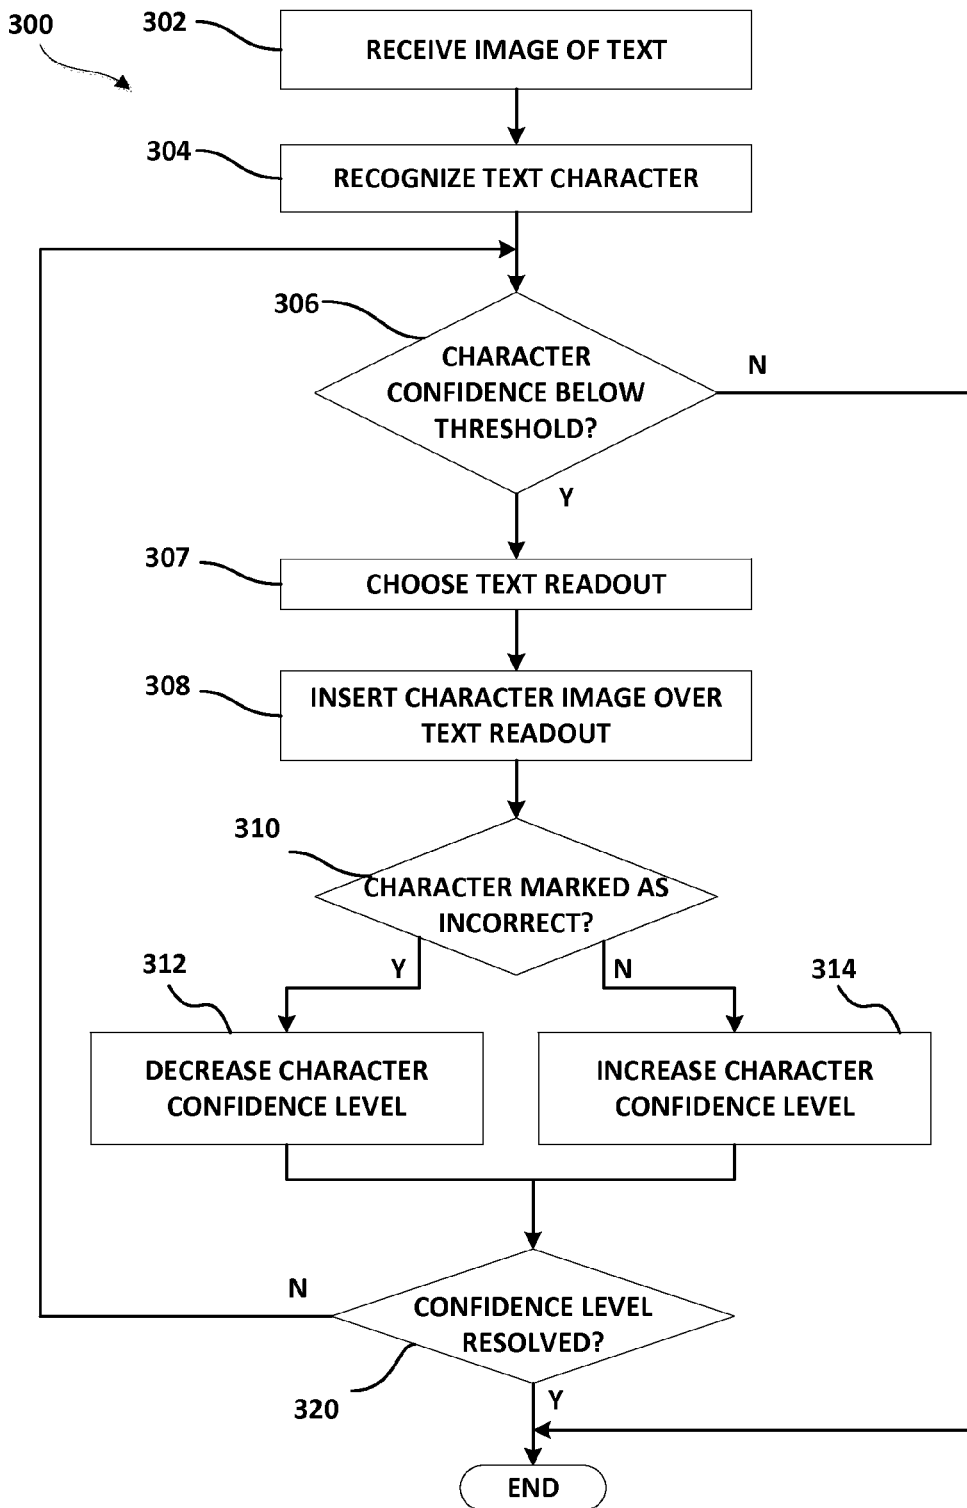 300
302
RECEIVE IMAGE OF TEXT
304
RECOGNIZE TEXT CHARACTER
306
CHARACTER
CONFIDENCE BELOW
THRESHOLD?
N
Y
307
CHOOSE TEXT READOUT
308
INSERT CHARACTER IMAGE OVER
TEXT READOUT
310
CHARACTER MARKED AS
INCORRECT?
Y
N
312
314
DECREASE CHARACTER
CONFIDENCE LEVEL
INCREASE CHARACTER
CONFIDENCE LEVEL
N
CONFIDENCE LEVEL
RESOLVED?
320
Y
END